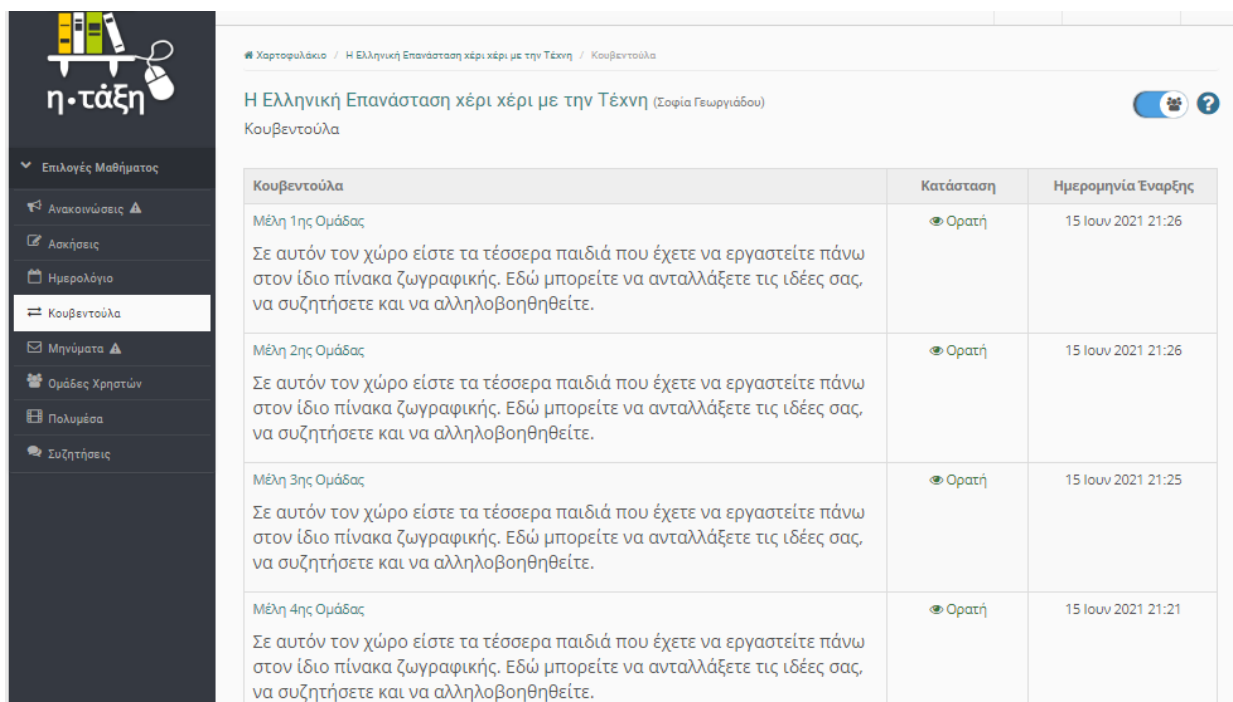 η·τάξη
Επιλογές Μαθήματος
Ανακοινώσεις
Ασκήσεις
Ημερολόγιο
Κουβεντούλα
Μηνύματα
Ομάδες Χρηστών
Πολυμέσα
Συζητήσεις
Χαρτοφυλάκιο / Η Ελληνική Επανάσταση χέρι χέρι με την Τέχνη / Κουβεντούλα
Η Ελληνική Επανάσταση χέρι χέρι με την Τέχνη (Σοφία Γεωργιάδου)
Κουβεντούλα
Κουβεντούλα Κατάσταση Ημερομηνία Έναρξης
Μέλη 1ης Ομάδας Ορατή 15 Ιουν 2021 21:26
Σε αυτόν τον χώρο είστε τα τέσσερα παιδιά που έχετε να εργαστείτε πάνω
στον ίδιο πίνακα ζωγραφικής. Εδώ μπορείτε να ανταλλάξετε τις ιδέες σας,
να συζητήσετε και να αλληλοβοηθηθείτε.
Μέλη 2ης Ομάδας Ορατή 15 Ιουν 2021 21:26
Σε αυτόν τον χώρο είστε τα τέσσερα παιδιά που έχετε να εργαστείτε πάνω
στον ίδιο πίνακα ζωγραφικής. Εδώ μπορείτε να ανταλλάξετε τις ιδέες σας,
να συζητήσετε και να αλληλοβοηθηθείτε.
Μέλη 3ης Ομάδας Ορατή 15 Ιουν 2021 21:25
Σε αυτόν τον χώρο είστε τα τέσσερα παιδιά που έχετε να εργαστείτε πάνω
στον ίδιο πίνακα ζωγραφικής. Εδώ μπορείτε να ανταλλάξετε τις ιδέες σας,
να συζητήσετε και να αλληλοβοηθηθείτε.
Μέλη 4ης Ομάδας Ορατή 15 Ιουν 2021 21:21
Σε αυτόν τον χώρο είστε τα τέσσερα παιδιά που έχετε να εργαστείτε πάνω
στον ίδιο πίνακα ζωγραφικής. Εδώ μπορείτε να ανταλλάξετε τις ιδέες σας,
να συζητήσετε και να αλληλοβοηθηθείτε.